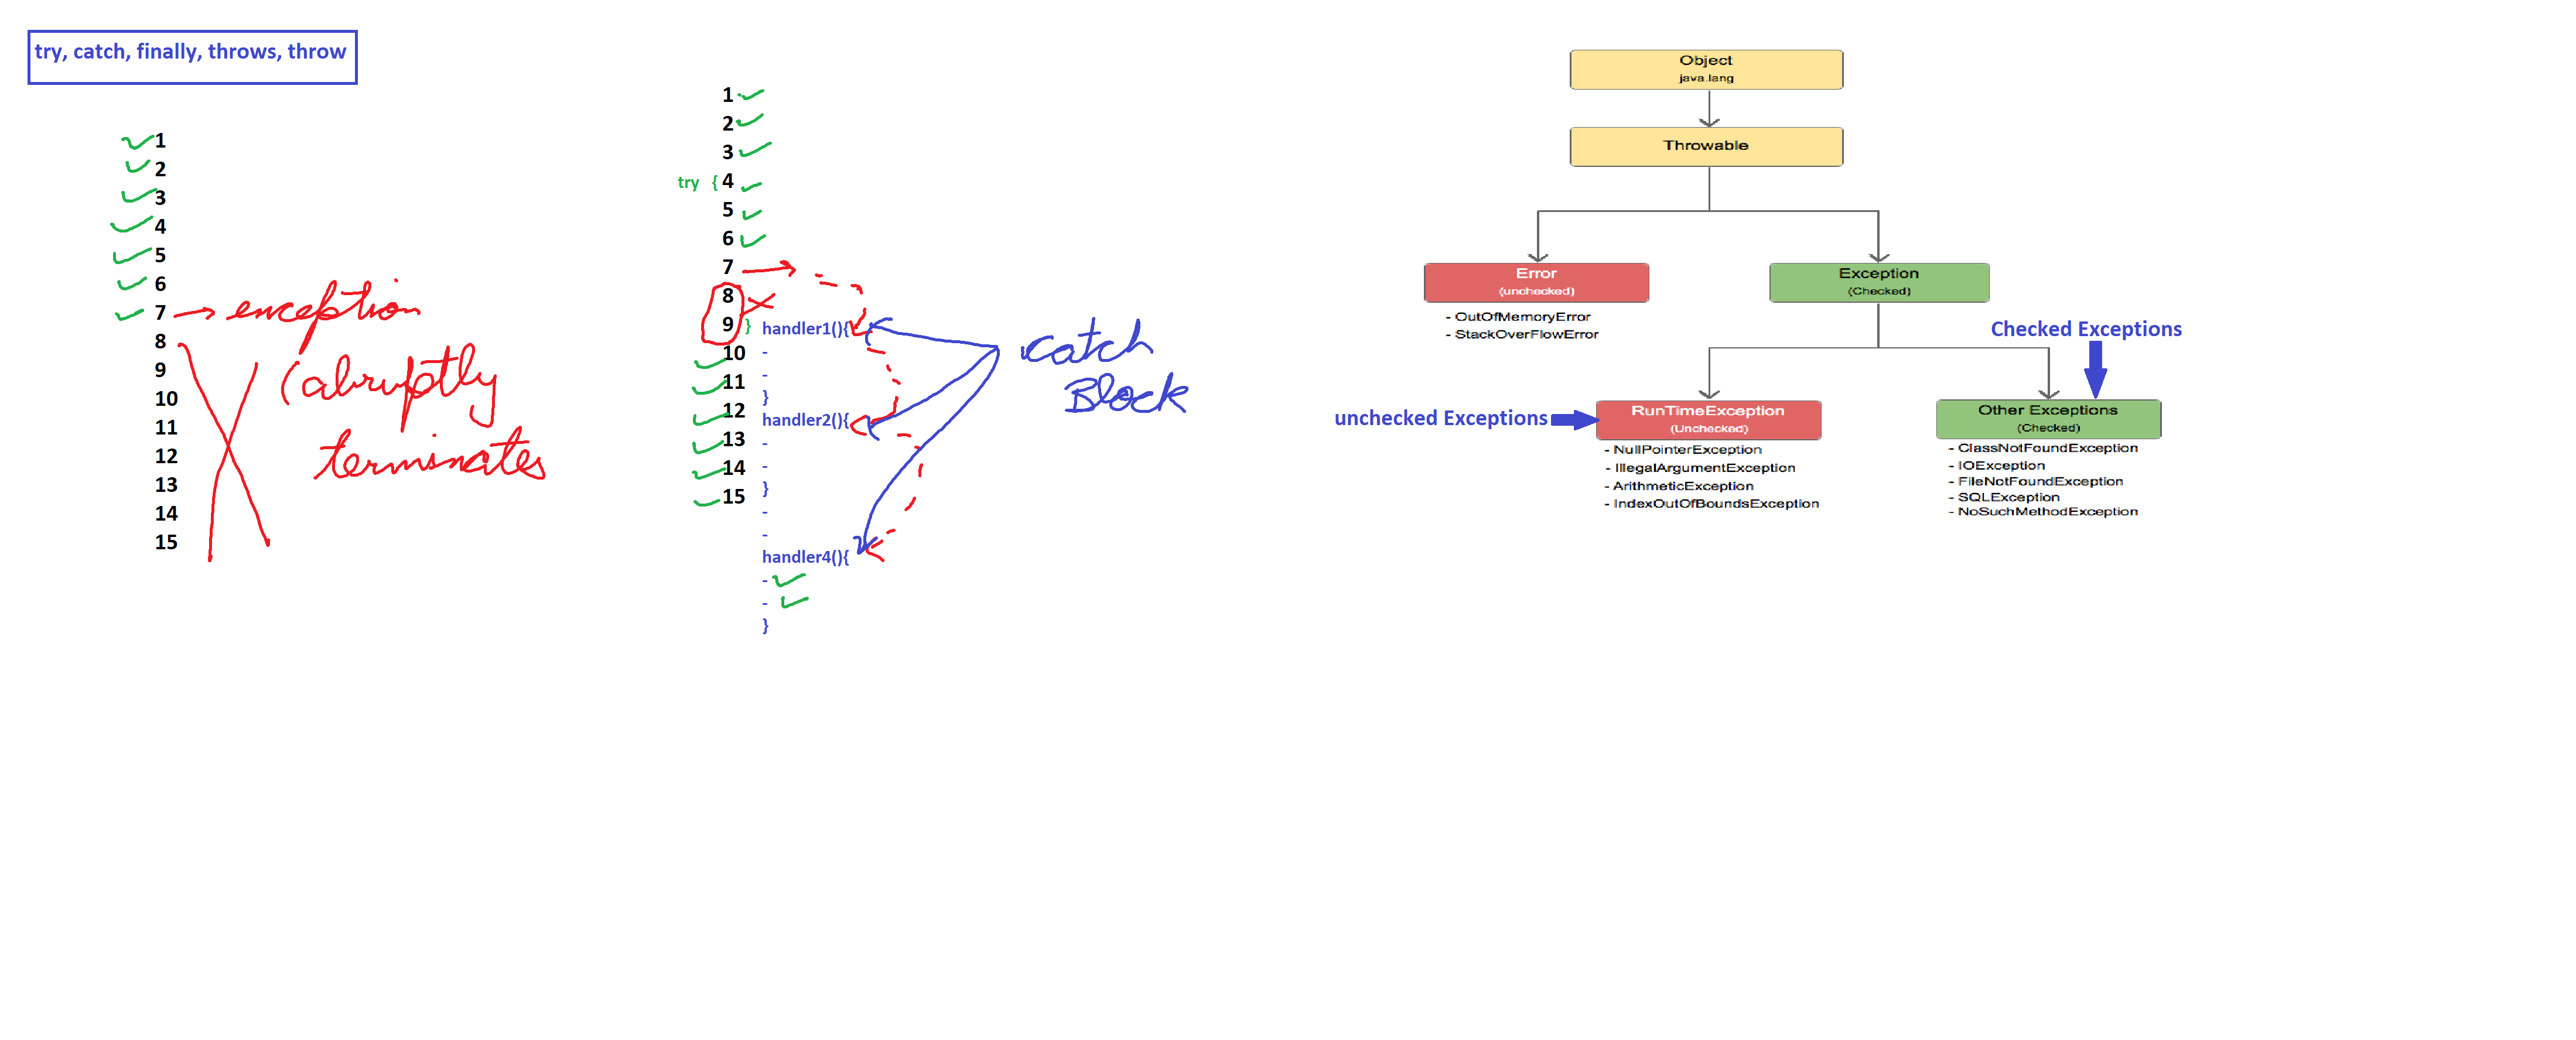 try, catch, finally, throws, throw
1
2
3
4
5
6
7 exception
8
9 (abruptly
10
11
12 terminates
13
14
15
1
2
3
try { 4
5
6
7
8
9 } handler1(){
10 -
11 -
}
12 handler2(){
13 -
14 -
15 }
-
-
handler4(){
-
-
}
catch
Block
Object
java.lang
Throwable
Error
(unchecked)
- OutOfMemoryError
- StackOverFlowError
Exception
(Checked)
Checked Exceptions
unchecked Exceptions
RunTimeException
(Unchecked)
- NullPointerException
- IllegalArgumentException
- ArithmeticException
- IndexOutOfBoundsException
Other Exceptions
(Checked)
- ClassNotFoundException
- IOException
- FileNotFoundException
- SQLException
- NoSuchMethodException